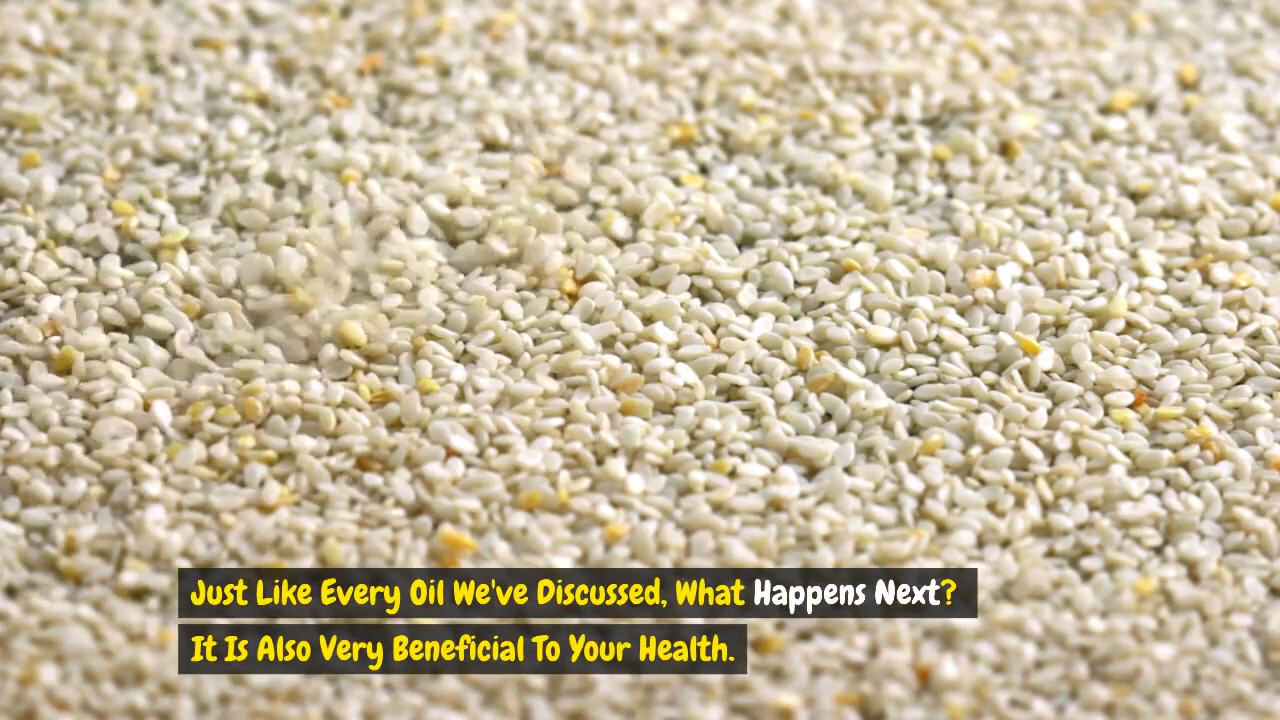 Just Like Every Oil We've Discussed, What Happens Next?
It Is Also Very Beneficial To Your Health.